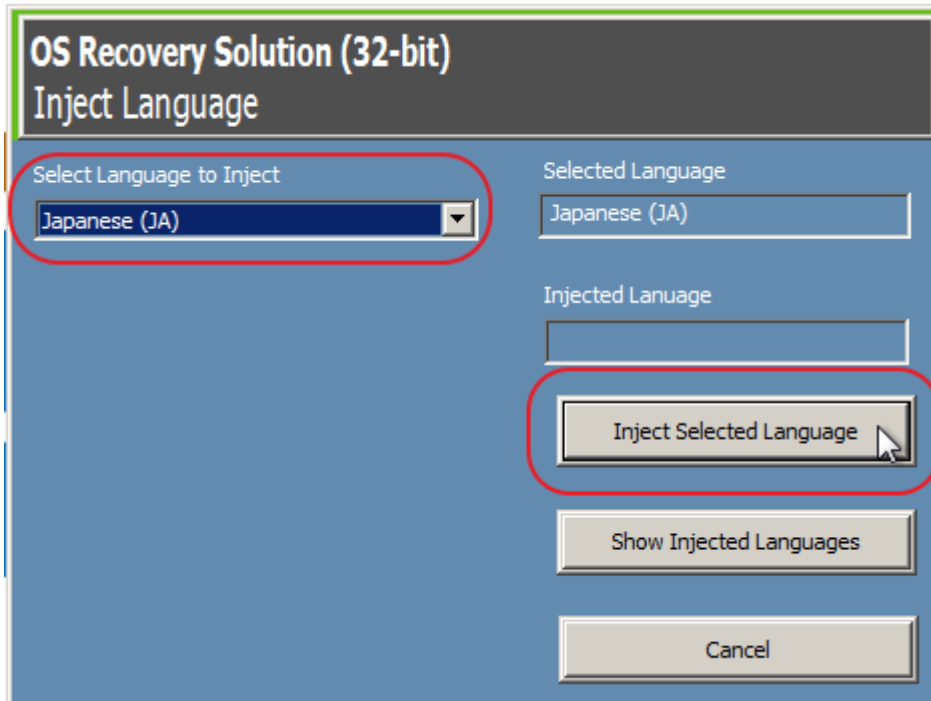 OS Recovery Solution (32-bit)
Inject Language
Select Language to Inject
Japanese (JA)
Selected Language
Japanese (JA)
Injected Lanuage
Inject Selected Language
Show Injected Languages
Cancel